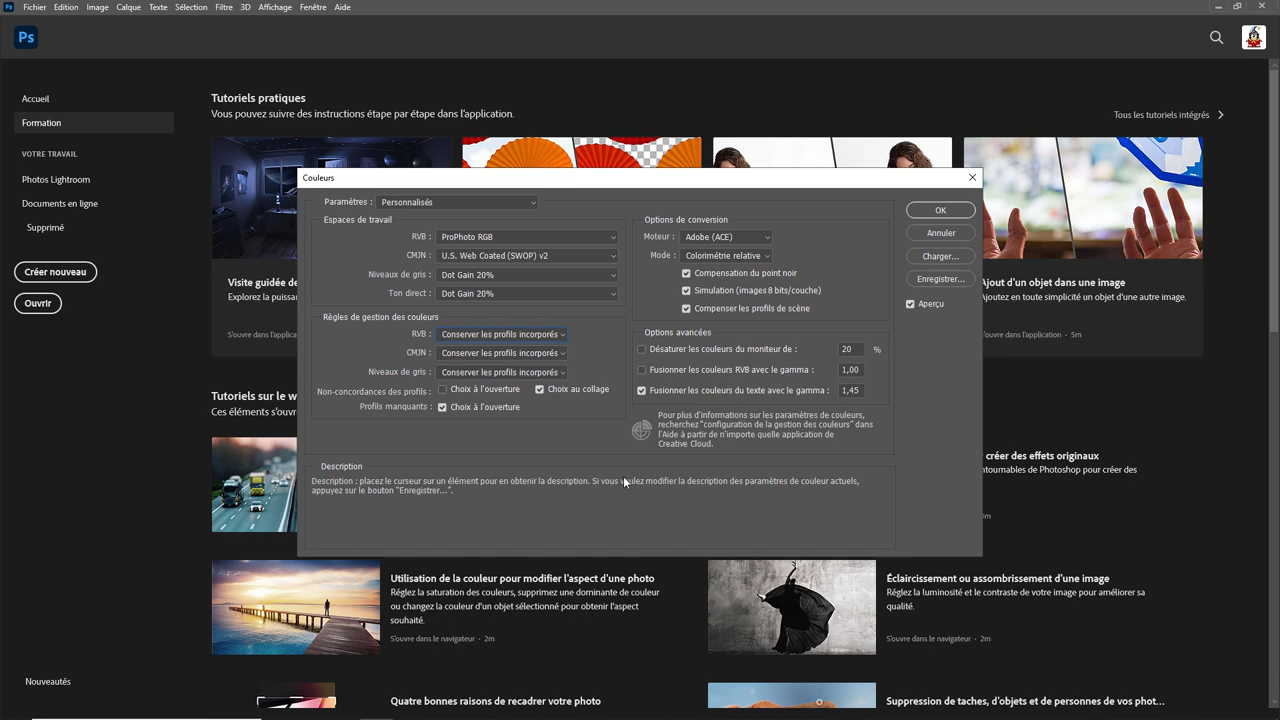 Ps Fichier Edition Image Calque Texte Sélection Filtre 3D Affichage Fenêtre Aide
Ps
Accueil
Formation
VOTRE TRAVAIL
Photos Lightroom
Documents en ligne
Supprimé
Créer nouveau
Ouvrir
Nouveautés
Tutoriels pratiques
Vous pouvez suivre des instructions étape par étape dans l'application.
Tous les tutoriels intégrés
Visite guidée de
Explorez la puissan
S'ouvre dans l'applicatio
Ajout d'un objet dans une image
Ajoutez en toute simplicité un objet d'une autre image.
S'ouvre dans l'application · 5m
Couleurs
Paramètres : Personnalisés
Espaces de travail
RVB : ProPhoto RGB
CMJN : U.S. Web Coated (SWOP) v2
Niveaux de gris : Dot Gain 20%
Ton direct : Dot Gain 20%
Règles de gestion des couleurs
RVB : Conserver les profils incorporés
CMJN : Conserver les profils incorporés
Niveaux de gris : Conserver les profils incorporés
Non-concordances des profils : Choix à l'ouverture Choix au collage
Profils manquants : Choix à l'ouverture
Options de conversion
Moteur : Adobe (ACE)
Mode : Colorimétrie relative
Compensation du point noir
Simulation (images 8 bits/couche)
Compenser les profils de scène
Options avancées
Désaturer les couleurs du moniteur de : 20 %
Fusionner les couleurs RVB avec le gamma : 1,00
Fusionner les couleurs du texte avec le gamma : 1,45
Pour plus d'informations sur les paramètres de couleurs,
recherchez "configuration de la gestion des couleurs" dans
l'Aide à partir de n'importe quelle application de
Creative Cloud.
OK
Annuler
Charger...
Enregistrer...
Aperçu
Description
Description : placez le curseur sur un élément pour en obtenir la description. Si vous voulez modifier la description des paramètres de couleur actuels,
appuyez sur le bouton "Enregistrer...".
Tutoriels sur le w
Ces éléments s'ouvr
créer des effets originaux
ntournables de Photoshop pour créer des
Utilisation de la couleur pour modifier l'aspect d'une photo
Réglez la saturation des couleurs, supprimez une dominante de couleur
ou changez la couleur d'un objet sélectionné pour obtenir l'aspect
souhaité.
S'ouvre dans le navigateur · 2m
Éclaircissement ou assombrissement d'une image
Réglez la luminosité et le contraste de votre image pour améliorer sa
qualité.
S'ouvre dans le navigateur · 2m
Quatre bonnes raisons de recadrer votre photo
Suppression de taches, d'objets et de personnes de vos phot...